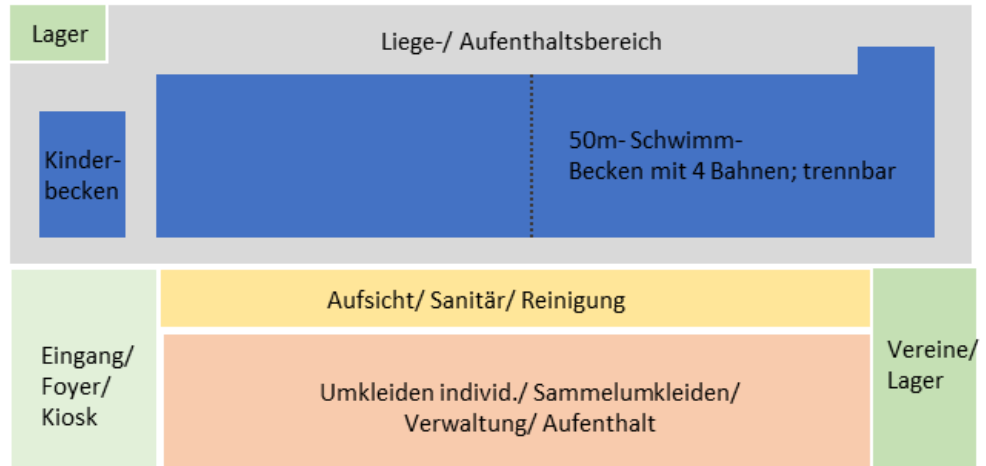 Lager
Liege-/ Aufenthaltsbereich
Kinder-
becken
50m- Schwimm-
Becken mit 4 Bahnen; trennbar
Aufsicht/ Sanitär/ Reinigung
Eingang/
Foyer/
Kiosk
Umkleiden individ./ Sammelumkleiden/
Verwaltung/ Aufenthalt
Vereine/
Lager